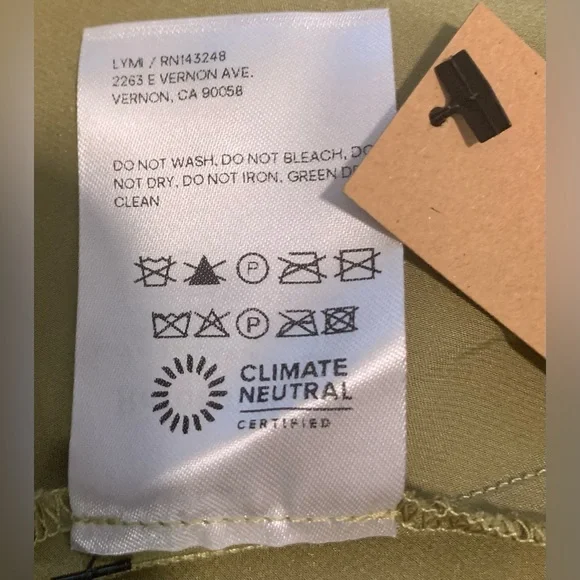 LYMI / RN143248
2263 E VERNON AVE.
VERNON, CA 90058
DO NOT WASH, DO NOT BLEACH, DO
NOT DRY, DO NOT IRON, GREEN
CLEAN
P
P
CLIMATE
NEUTRAL
CERTIFIED